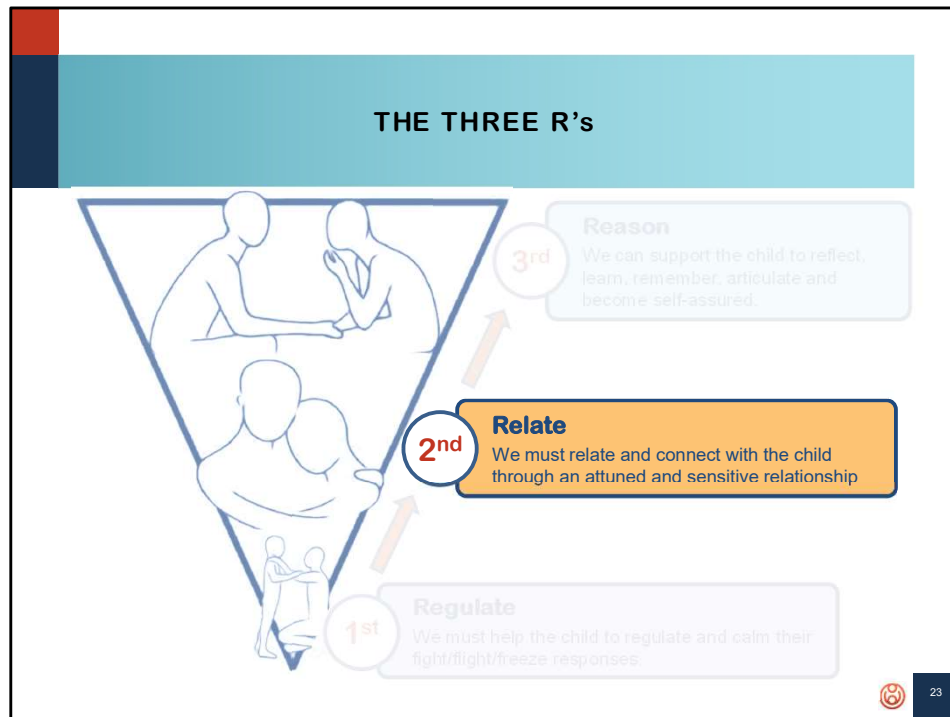 THE THREE R’s
3rd
Reason
We can support the child to reflect,
learn, remember, articulate and
become self-assured.
2nd
Relate
We must relate and connect with the child
through an attuned and sensitive relationship
1st
Regulate
We must help the child to regulate and calm their
fight/flight/freeze responses.
23